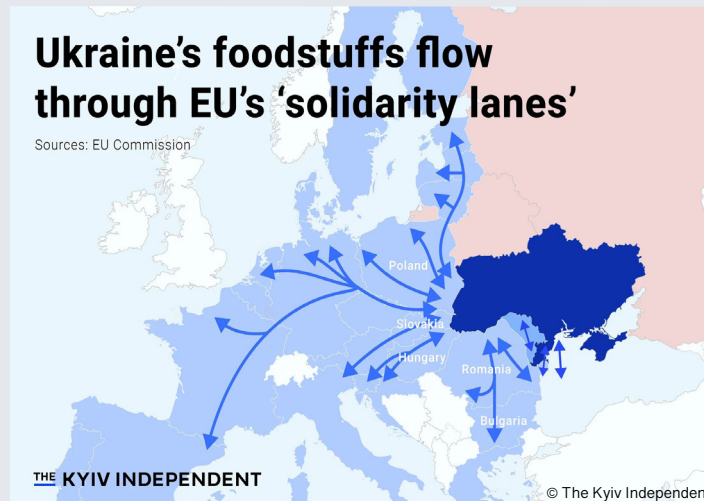 Ukraine’s foodstuffs flow
through EU’s ‘solidarity lanes’
Sources: EU Commission
Poland
Slovakia
Hungary
Romania
Bulgaria
THE KYIV INDEPENDENT
© The Kyiv Independen